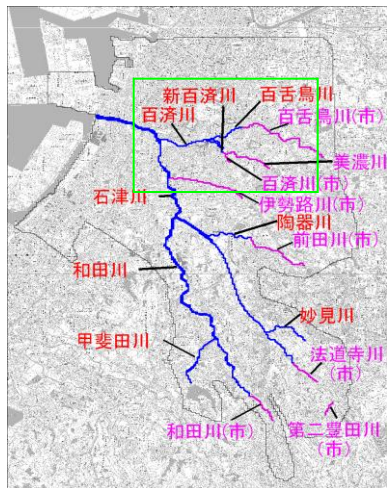 新百済川
百舌鳥川
百済川
百舌鳥川(市)
美濃川
百済川(市)
石津川
伊勢路川(市)
陶器川
前田川(市)
和田川
妙見川
甲斐田川
法道寺川
(市)
和田川(市)
第二豊田川
(市)